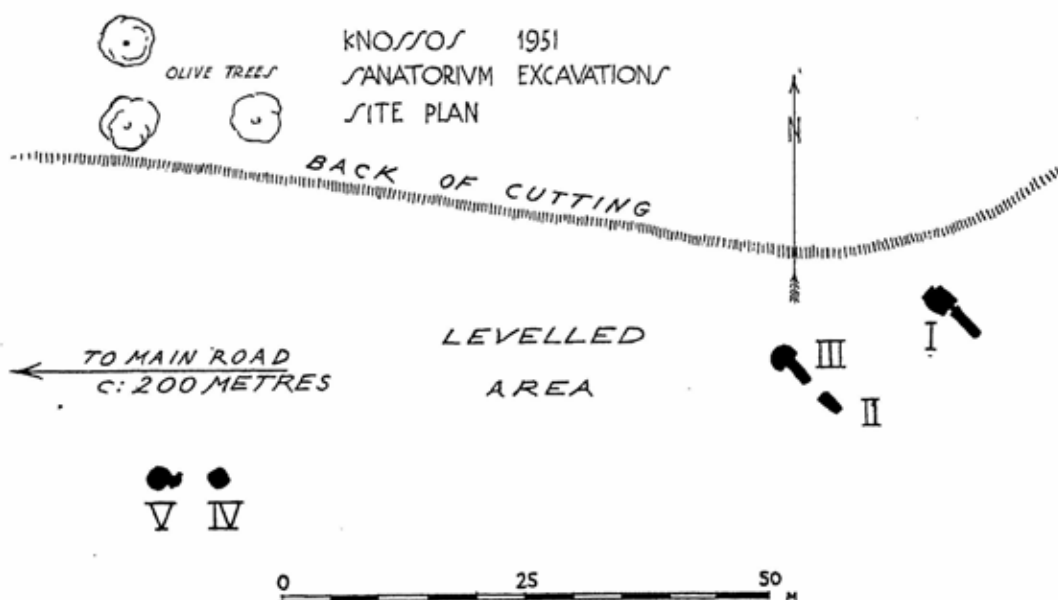 KNOSSOS 1951
SANATORIVM EXCAVATIONS
SITE PLAN
OLIVE TREES
BACK OF CUTTING
N
I
LEVELLED
AREA
III
II
TO MAIN ROAD
C: 200 METRES
V IV
0 25 50 M